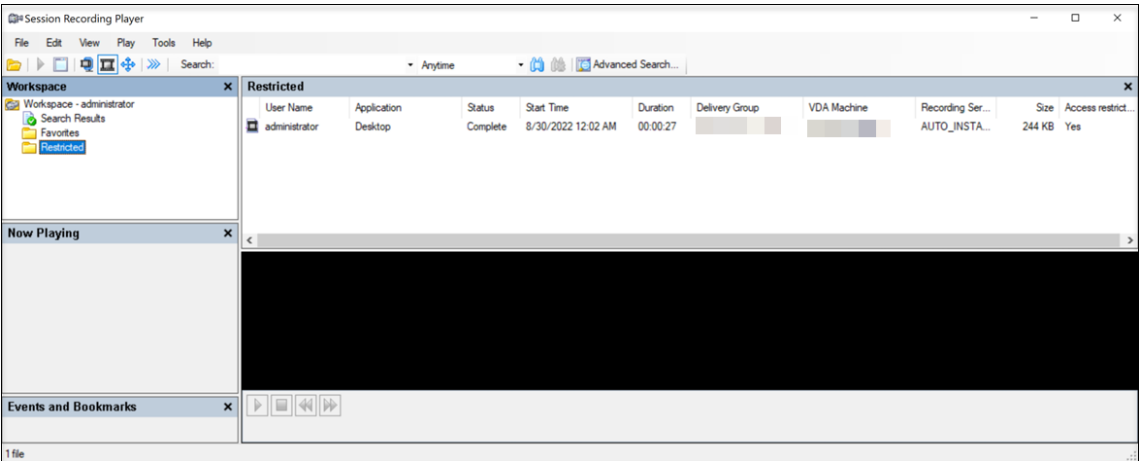 Session Recording Player
File Edit View Play Tools Help
Search: Anytime Advanced Search...
Workspace
Workspace - administrator
Search Results
Favorites
Restricted
Restricted
User Name Application Status Start Time Duration Delivery Group VDA Machine Recording Ser... Size Access restrict...
administrator Desktop Complete 8/30/2022 12:02 AM 00:00:27 AUTO_INSTA... 244 KB Yes
Now Playing
Events and Bookmarks
1 file